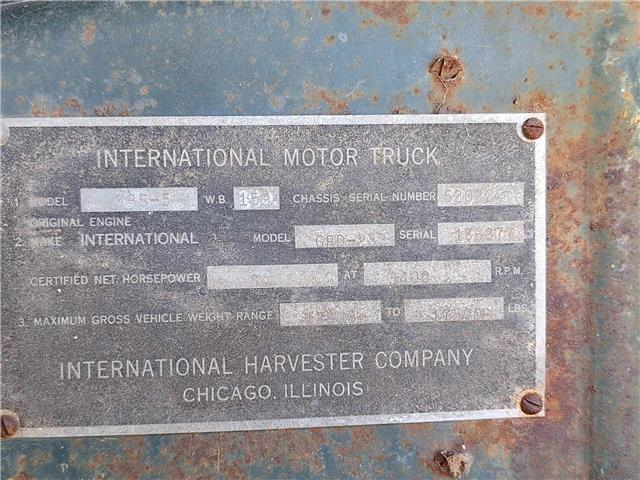 INTERNATIONAL MOTOR TRUCK
1. MODEL W.B. 159 CHASSIS SERIAL NUMBER
ORIGINAL ENGINE
2. MAKE INTERNATIONAL MODEL SERIAL
CERTIFIED NET HORSEPOWER AT R.P.M.
3. MAXIMUM GROSS VEHICLE WEIGHT RANGE TO LBS
INTERNATIONAL HARVESTER COMPANY
CHICAGO, ILLINOIS